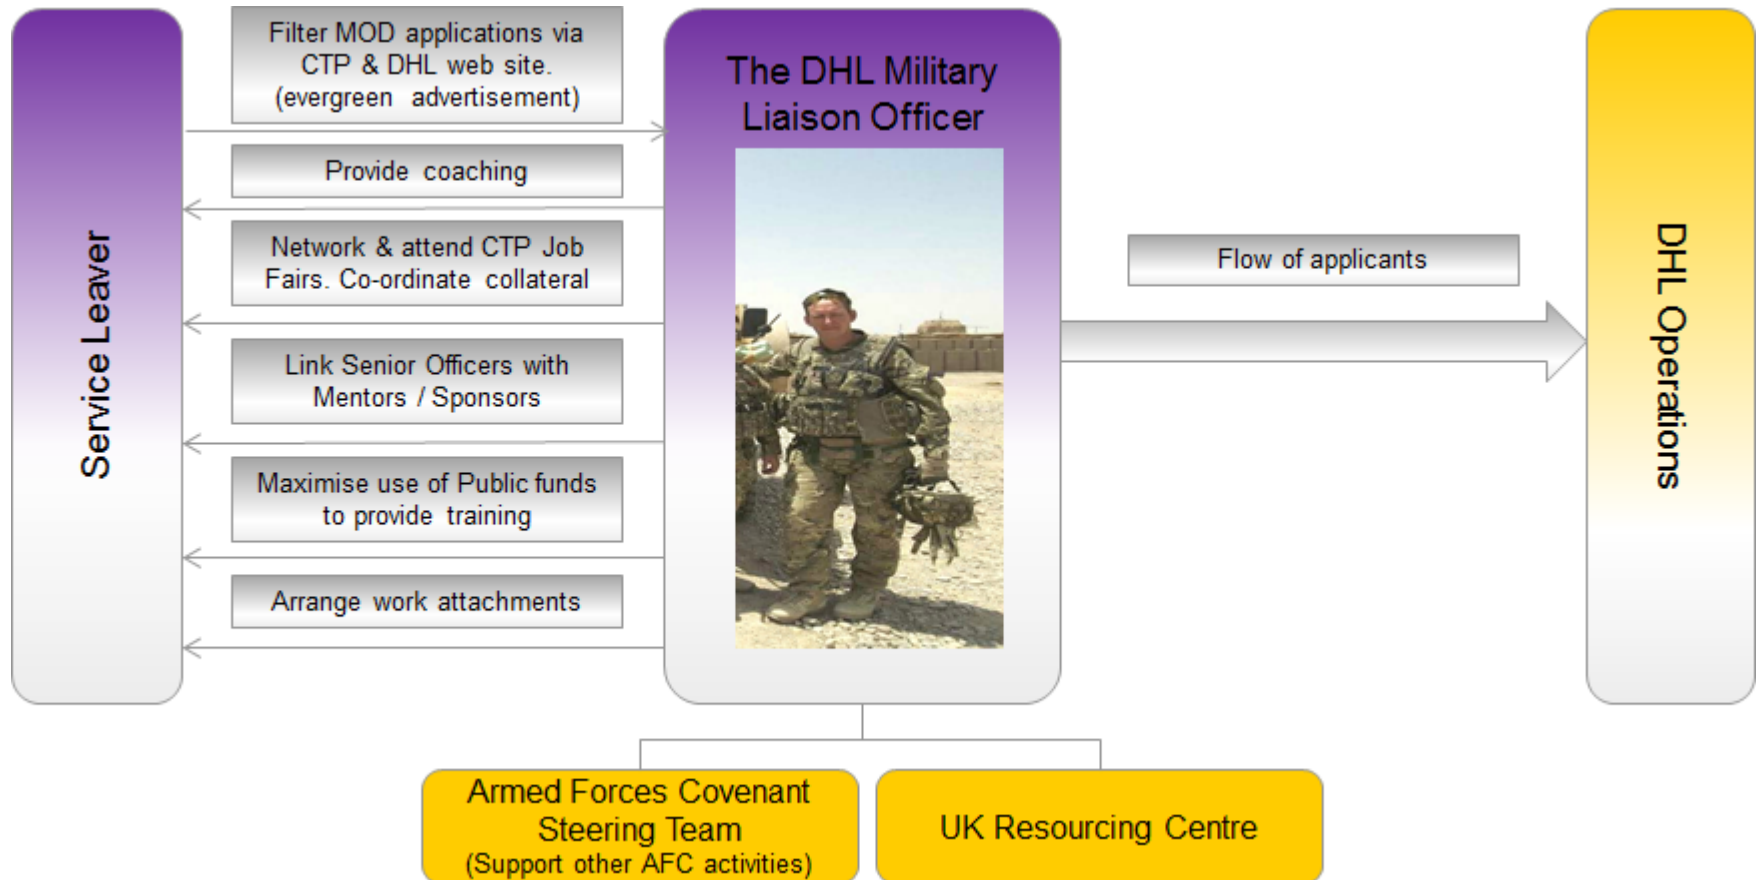 Filter MOD applications via
CTP & DHL web site.
(evergreen advertisement)
Provide coaching
Network & attend CTP Job
Fairs. Co-ordinate collateral
Link Senior Officers with
Mentors / Sponsors
Maximise use of Public funds
to provide training
Arrange work attachments
Service Leaver
The DHL Military
Liaison Officer
Flow of applicants
DHL Operations
Armed Forces Covenant
Steering Team
(Support other AFC activities)
UK Resourcing Centre